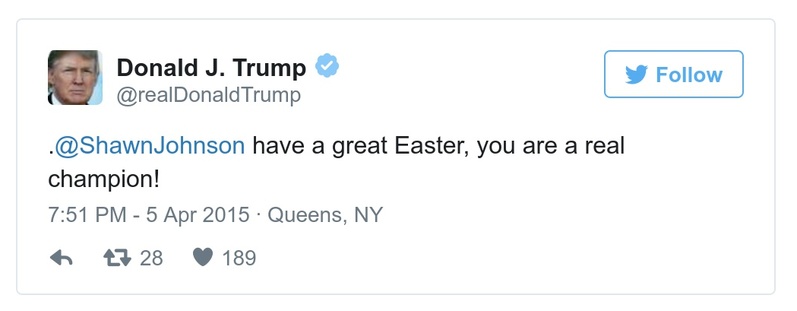 Donald J. Trump
@realDonaldTrump
Follow
.@ShawnJohnson have a great Easter, you are a real
champion!
7:51 PM - 5 Apr 2015 · Queens, NY
28 189